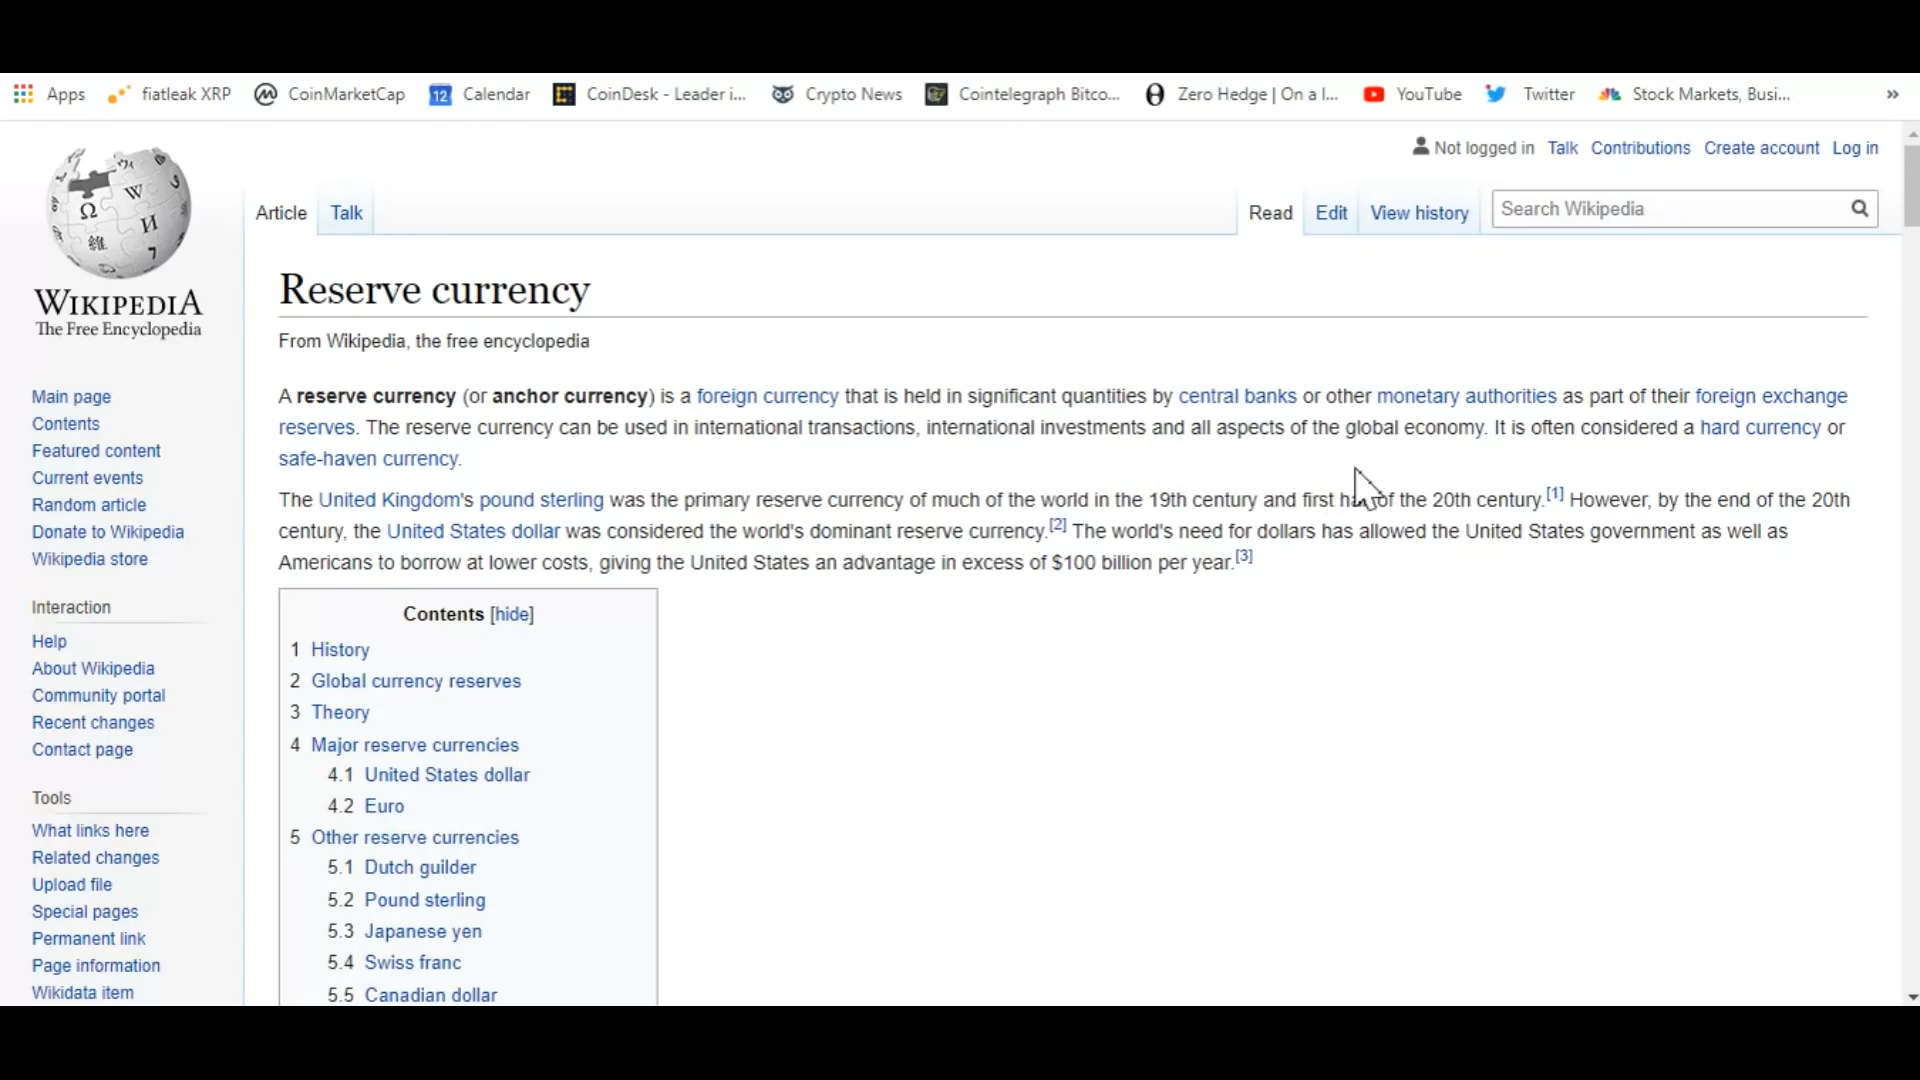 Apps fiatleak XRP CoinMarketCap 12 Calendar CoinDesk - Leader i... Crypto News Cointelegraph Bitco... Zero Hedge | On a l... YouTube Twitter Stock Markets, Busi... »
Not logged in Talk Contributions Create account Log in
Article Talk Read Edit View history Search Wikipedia
WIKIPEDIA
The Free Encyclopedia
Main page
Contents
Featured content
Current events
Random article
Donate to Wikipedia
Wikipedia store
Interaction
Help
About Wikipedia
Community portal
Recent changes
Contact page
Tools
What links here
Related changes
Upload file
Special pages
Permanent link
Page information
Wikidata item
Reserve currency
From Wikipedia, the free encyclopedia
A reserve currency (or anchor currency) is a foreign currency that is held in significant quantities by central banks or other monetary authorities as part of their foreign exchange
reserves. The reserve currency can be used in international transactions, international investments and all aspects of the global economy. It is often considered a hard currency or
safe-haven currency.
The United Kingdom's pound sterling was the primary reserve currency of much of the world in the 19th century and first half of the 20th century.[1] However, by the end of the 20th
century, the United States dollar was considered the world's dominant reserve currency.[2] The world's need for dollars has allowed the United States government as well as
Americans to borrow at lower costs, giving the United States an advantage in excess of $100 billion per year.[3]
Contents [hide]
1 History
2 Global currency reserves
3 Theory
4 Major reserve currencies
4.1 United States dollar
4.2 Euro
5 Other reserve currencies
5.1 Dutch guilder
5.2 Pound sterling
5.3 Japanese yen
5.4 Swiss franc
5.5 Canadian dollar